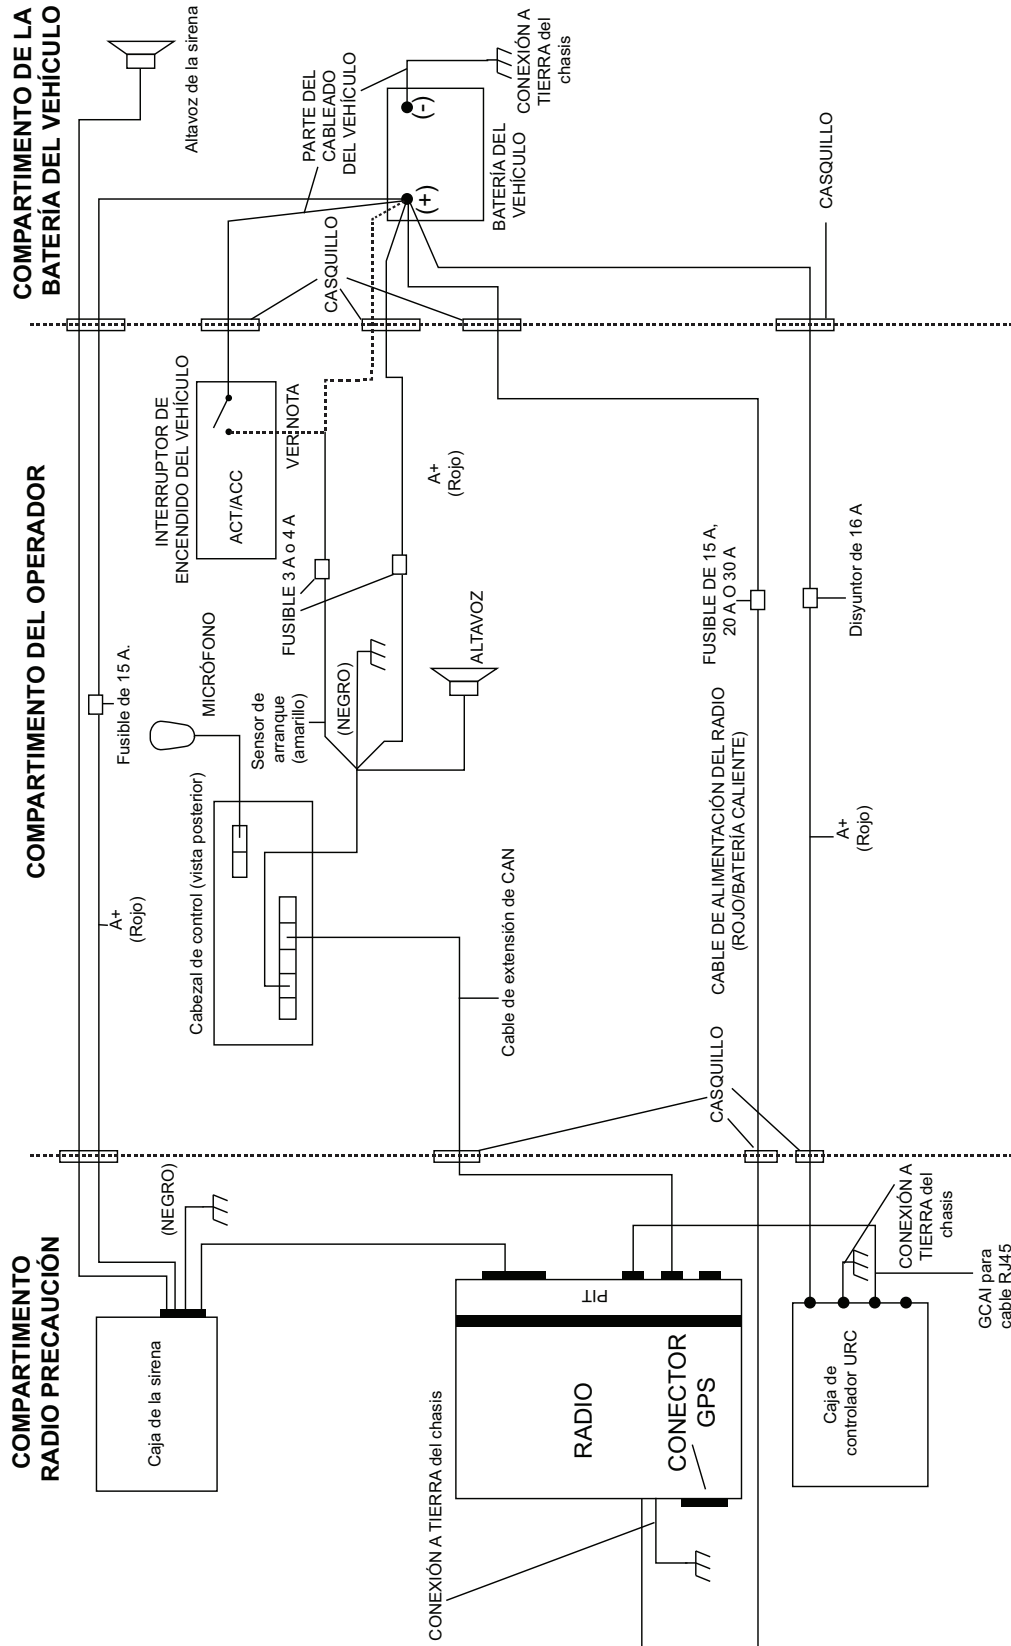 COMPARTIMENTO DE LA
BATERÍA DEL VEHÍCULO
Altavoz de la sirena
PARTE DEL
CABLEADO
DEL VEHÍCULO
CONEXIÓN A
TIERRA del
chasis
(-)
(+)
BATERÍA DEL
VEHÍCULO
CASQUILLO
CASQUILLO
COMPARTIMENTO DEL OPERADOR
INTERRUPTOR DE
ENCENDIDO DEL VEHÍCULO
ACT/ACC
VER NOTA
A+
(Rojo)
FUSIBLE 3 A o 4 A
FUSIBLE DE 15 A,
20 A O 30 A
Disyuntor de 16 A
Fusible de 15 A.
MICRÓFONO
Sensor de
arranque
(amarillo)
(NEGRO)
ALTAVOZ
Cabezal de control (vista posterior)
A+
(Rojo)
Cable de extensión de CAN
CABLE DE ALIMENTACIÓN DEL RADIO
(ROJO/BATERÍA CALIENTE)
A+
(Rojo)
CASQUILLO
COMPARTIMENTO
RADIO PRECAUCIÓN
(NEGRO)
Caja de la sirena
PIT
RADIO
CONECTOR
GPS
CONEXIÓN A TIERRA del chasis
Caja de
controlador URC
CONEXIÓN A
TIERRA del
chasis
GCAI para
cable RJ45